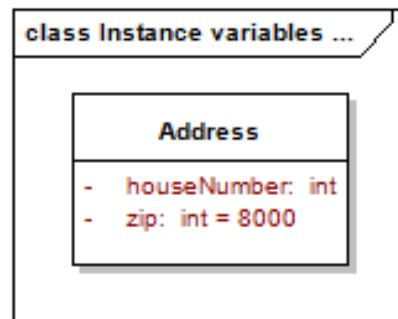 class Instance variables ...
Address
- houseNumber: int
- zip: int = 8000